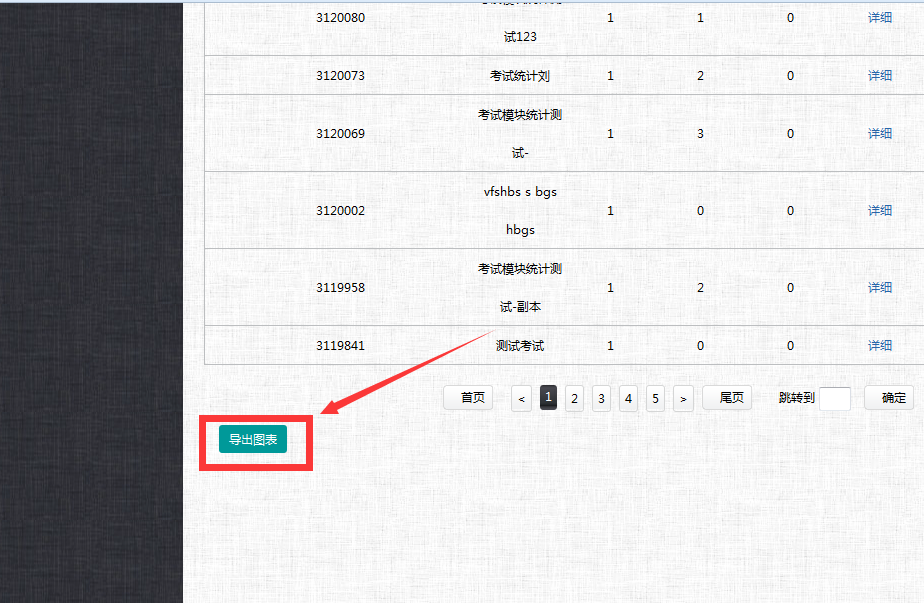 3120080
试123
1
1
0
详细
3120073
考试统计划
1
2
0
详细
3120069
考试模块统计测
试-
1
3
0
详细
3120002
vfshbs s bgs
hbgs
1
0
0
详细
3119958
考试模块统计测
试-副本
1
2
0
详细
3119841
测试考试
1
0
0
详细
首页 < 1 2 3 4 5 > 尾页 跳转到 确定
导出图表